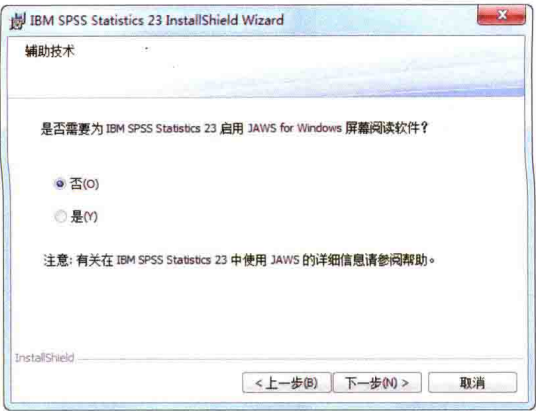 IBM SPSS Statistics 23 InstallShield Wizard
辅助技术
是否需要为 IBM SPSS Statistics 23 启用 JAWS for Windows 屏幕阅读软件?
否(O)
是(Y)
注意: 有关在 IBM SPSS Statistics 23 中使用 JAWS 的详细信息请参阅帮助。
InstallShield
< 上一步(B) 下一步(N) > 取消